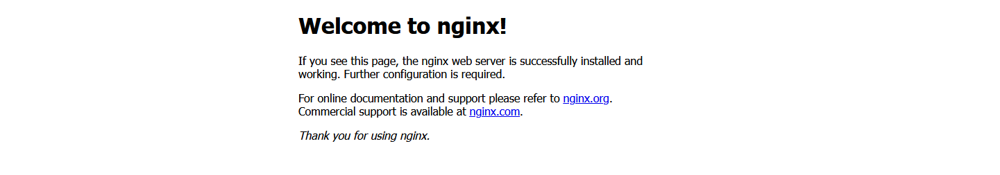 Welcome to nginx!
If you see this page, the nginx web server is successfully installed and
working. Further configuration is required.
For online documentation and support please refer to nginx.org.
Commercial support is available at nginx.com.
Thank you for using nginx.